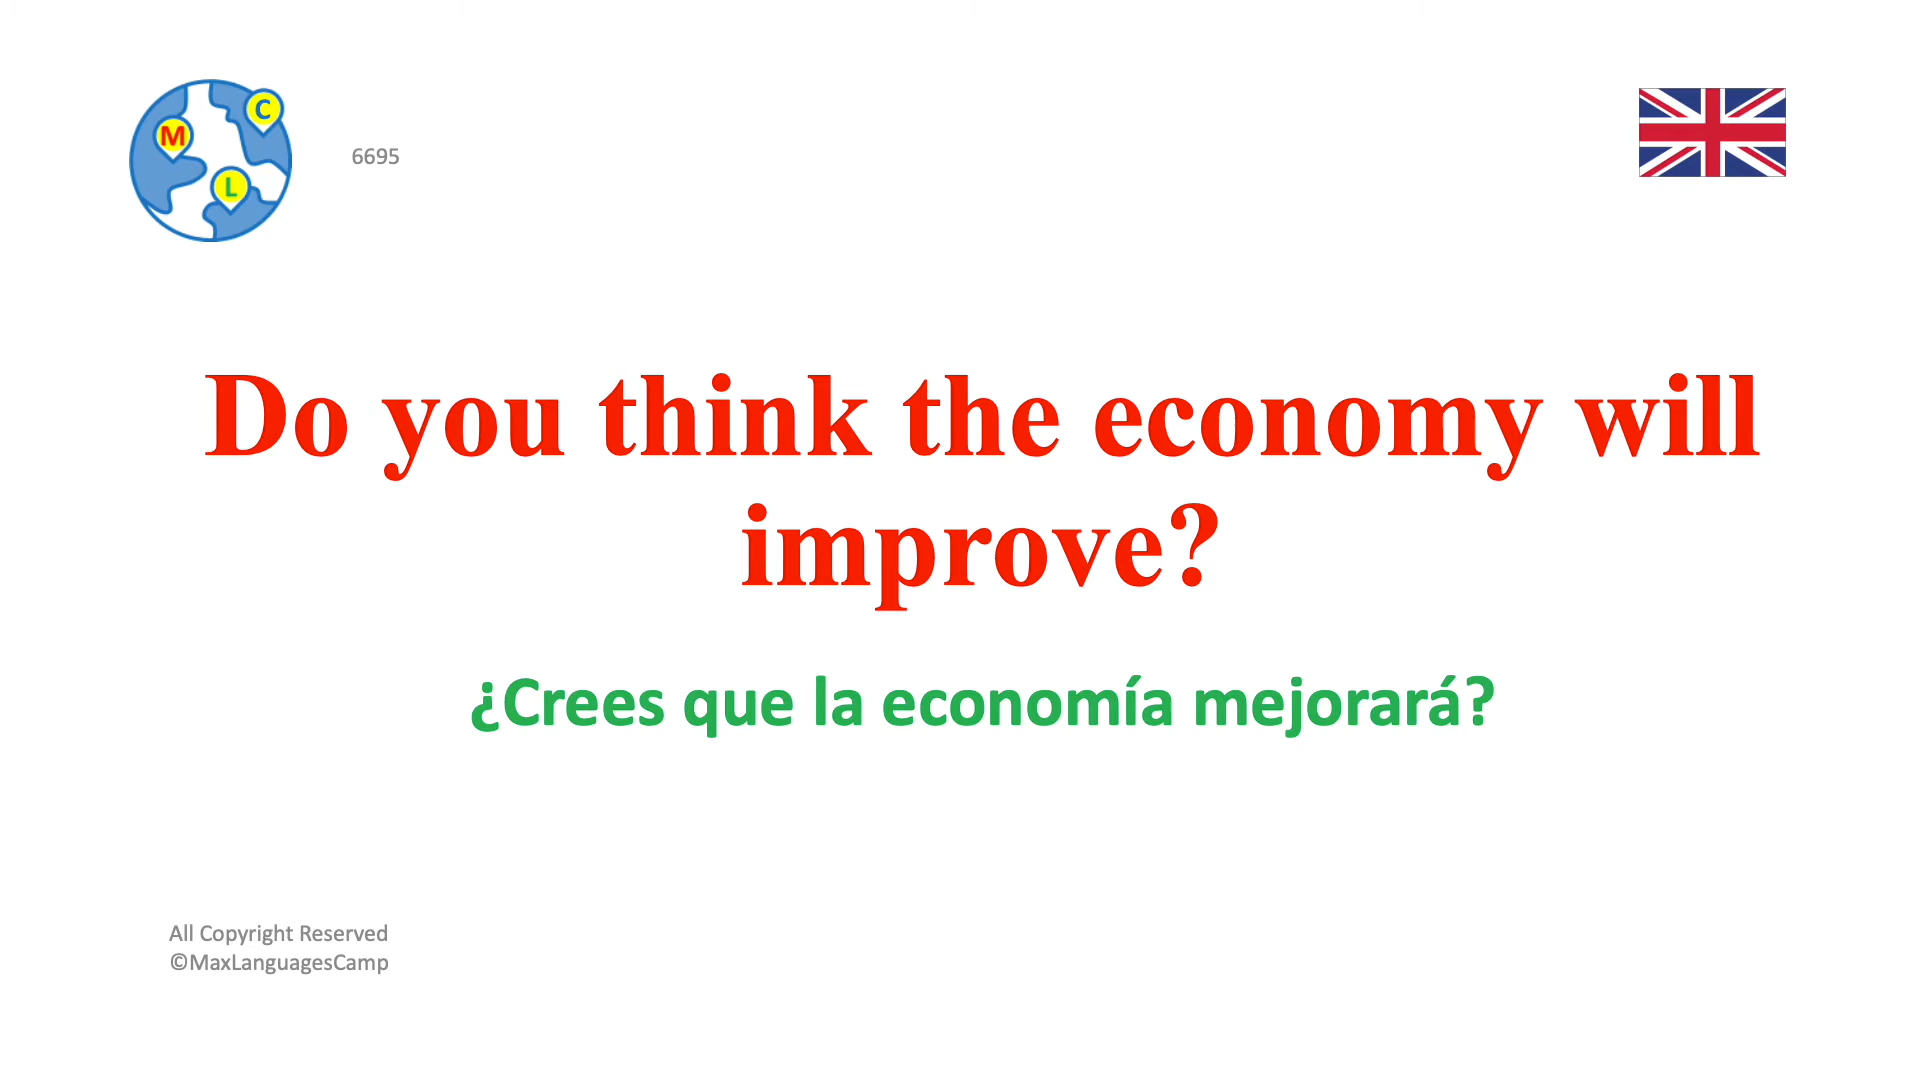 C
M
L
6695
Do you think the economy will
improve?
¿Crees que la economía mejorará?
All Copyright Reserved
©MaxLanguagesCamp